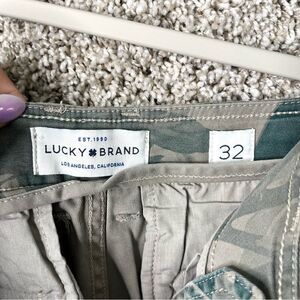 EST. 1990
LUCKY BRAND
LOS ANGELES, CALIFORNIA
32